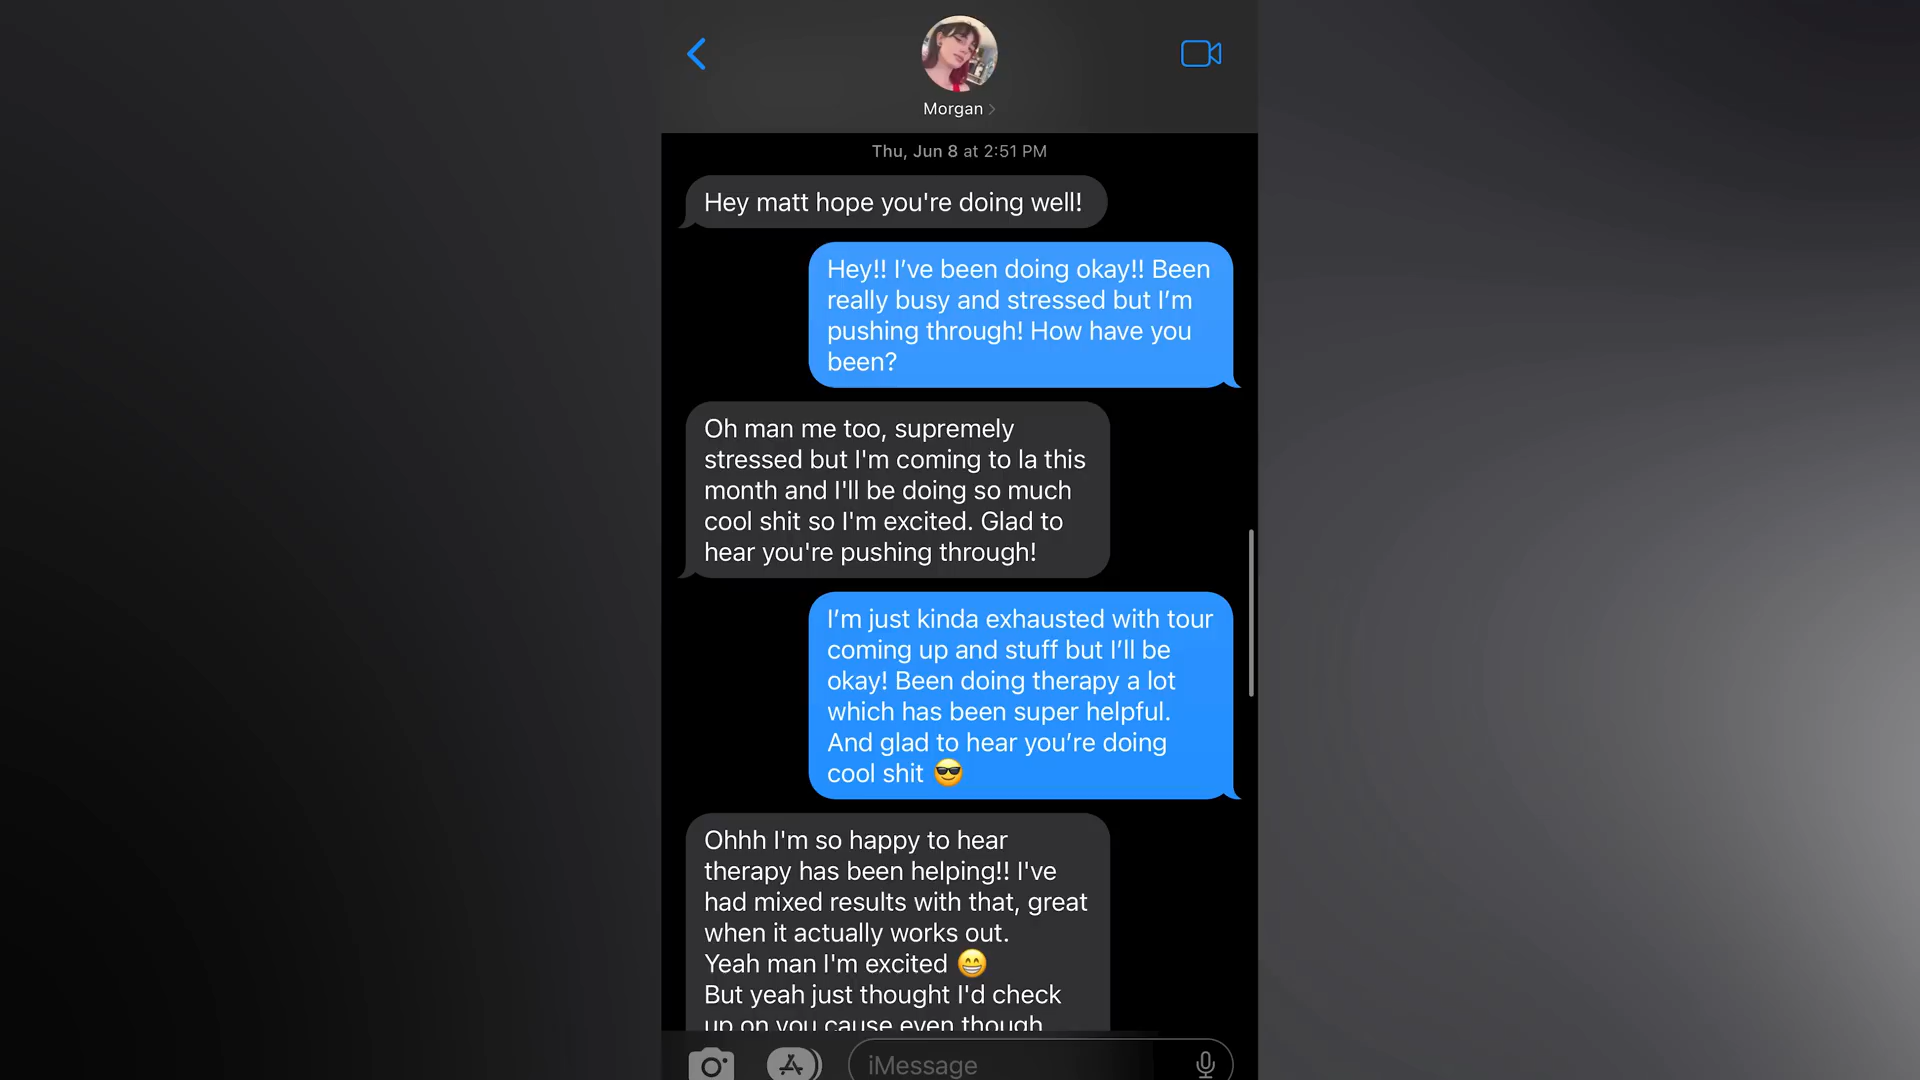 Morgan
Thu, Jun 8 at 2:51 PM
Hey matt hope you're doing well!
Hey!! I’ve been doing okay!! Been
really busy and stressed but I’m
pushing through! How have you
been?
Oh man me too, supremely
stressed but I'm coming to la this
month and I'll be doing so much
cool shit so I'm excited. Glad to
hear you're pushing through!
I’m just kinda exhausted with tour
coming up and stuff but I’ll be
okay! Been doing therapy a lot
which has been super helpful.
And glad to hear you’re doing
cool shit 😎
Ohhh I'm so happy to hear
therapy has been helping!! I've
had mixed results with that, great
when it actually works out.
Yeah man I'm excited 😁
But yeah just thought I'd check
up on you cause even though
iMessage